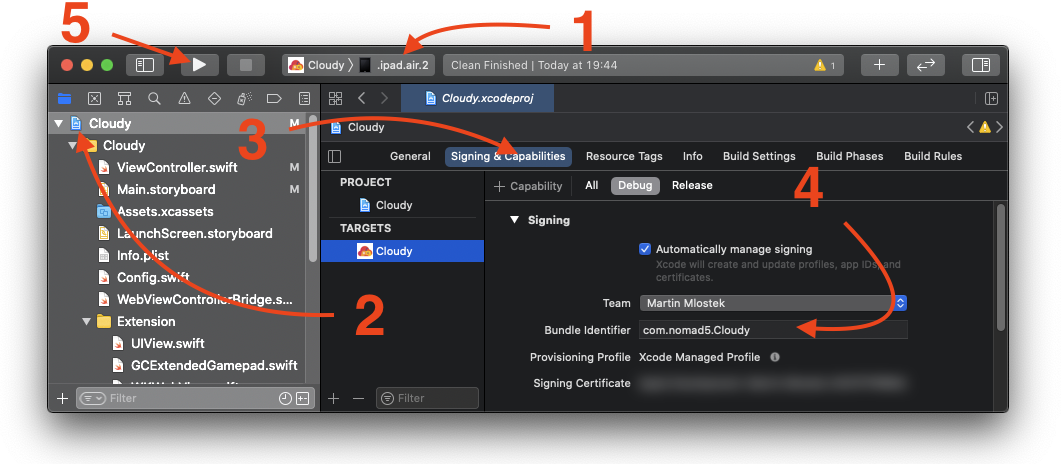 5
1
Cloudy 〉 .ipad.air.2
Clean Finished | Today at 19:44
1
Cloudy.xcodeproj
Cloudy M
3
Cloudy
Cloudy
ViewController.swift M
Main.storyboard M
Assets.xcassets
LaunchScreen.storyboard
Info.plist
Config.swift
WebViewControllerBridge.s...
Extension
UIView.swift
GCExtendedGamepad.swift
Filter
General Signing & Capabilities Resource Tags Info Build Settings Build Phases Build Rules
PROJECT
Cloudy
TARGETS
Cloudy
2
Filter
+ Capability All Debug Release
4
Signing
Automatically manage signing
Xcode will create and update profiles, app IDs, and
certificates.
Team Martin Mlostek
Bundle Identifier com.nomad5.Cloudy
Provisioning Profile Xcode Managed Profile
Signing Certificate